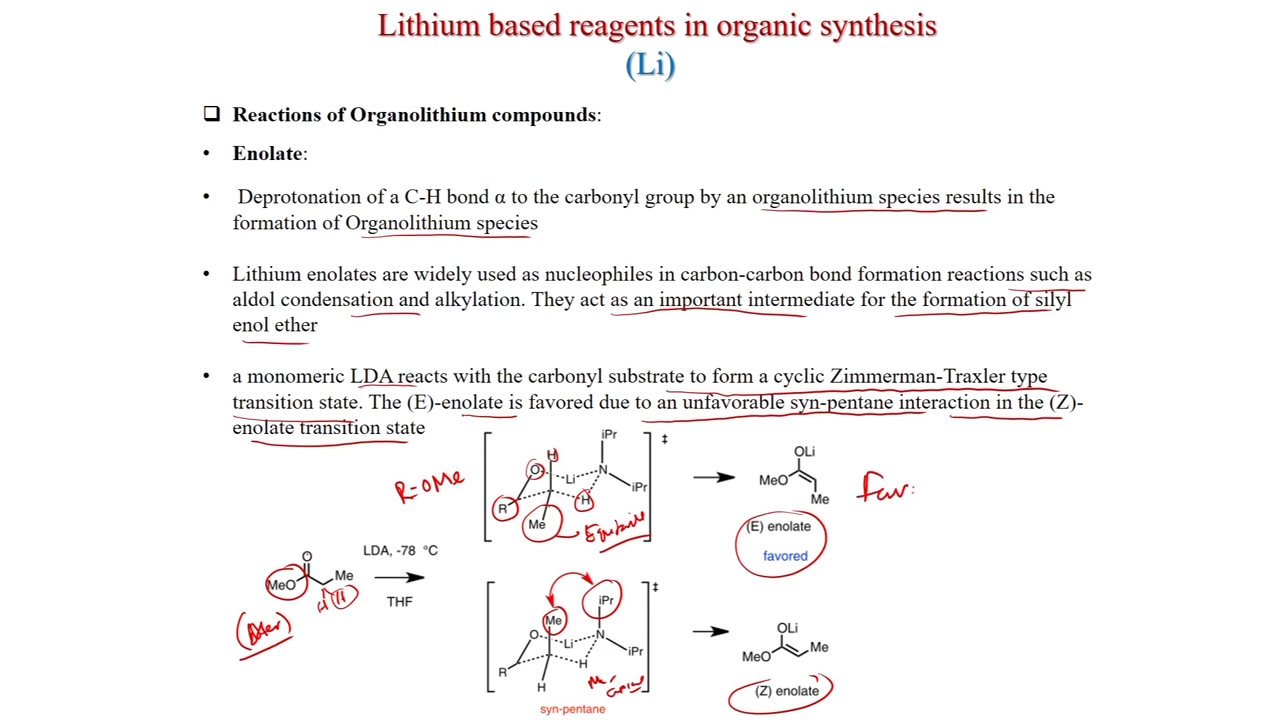 Lithium based reagents in organic synthesis
(Li)
Reactions of Organolithium compounds:
Enolate:
Deprotonation of a C-H bond α to the carbonyl group by an organolithium species results in the
formation of Organolithium species
Lithium enolates are widely used as nucleophiles in carbon-carbon bond formation reactions such as
aldol condensation and alkylation. They act as an important intermediate for the formation of silyl
enol ether
a monomeric LDA reacts with the carbonyl substrate to form a cyclic Zimmerman-Traxler type
transition state. The (E)-enolate is favored due to an unfavorable syn-pentane interaction in the (Z)-
enolate transition state
R=OMe
H
iPr
‡
O
Li
N
iPr
R
H
Me
OLi
MeO
Me
Fav:
(E) enolate
favored
O
MeO
Me
H
H
LDA, -78 °C
THF
‡
Me
iPr
O
Li
N
iPr
R
H
H
Me
syn-pentane
OLi
MeO
Me
(Z) enolate